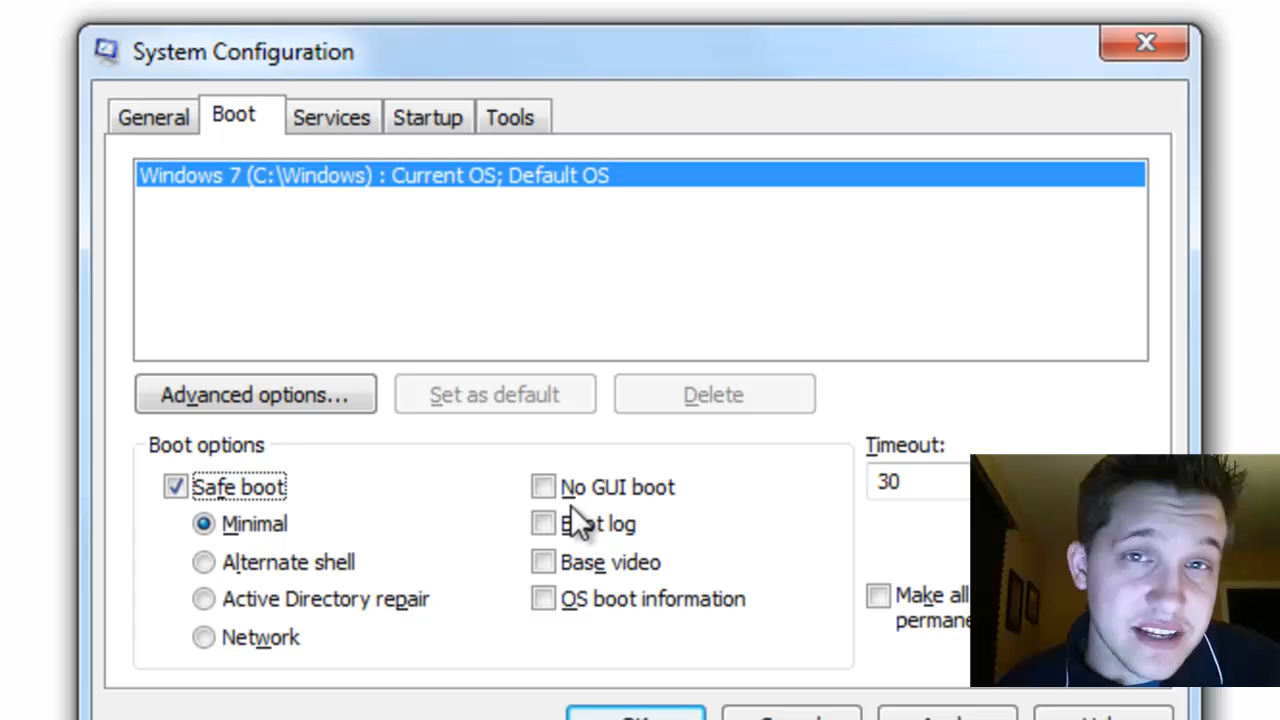 System Configuration
General Boot Services Startup Tools
Windows 7 (C:\Windows) : Current OS; Default OS
Advanced options... Set as default Delete
Boot options Timeout:
Safe boot No GUI boot 30
Minimal log
Alternate shell Base video
Active Directory repair OS boot information Make all
Network